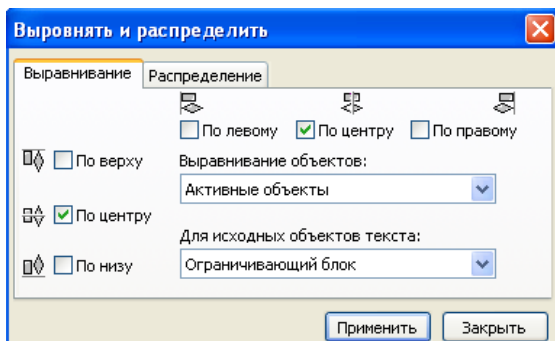 Выровнять и распределить
Выравнивание Распределение
По левому По центру По правому
По верху Выравнивание объектов:
Активные объекты
По центру
Для исходных объектов текста:
По низу Ограничивающий блок
Применить Закрыть